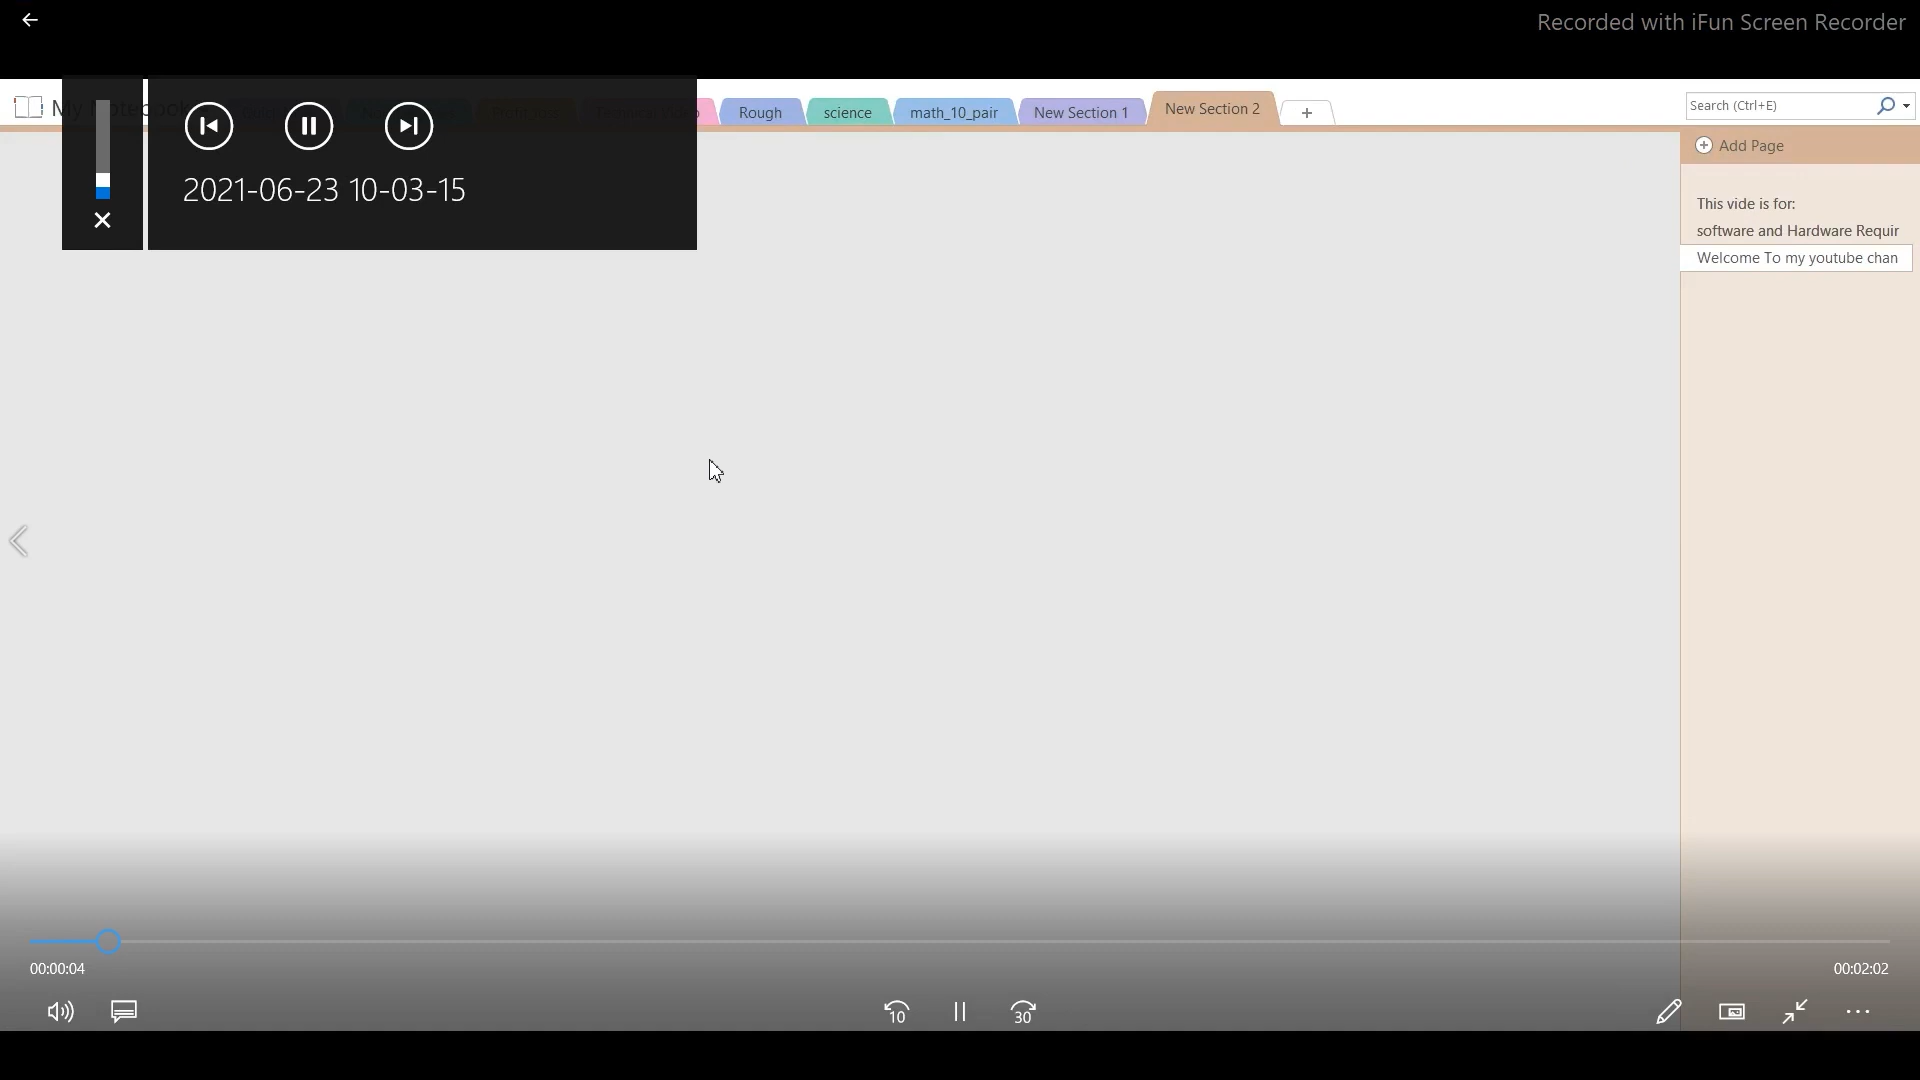 Recorded with iFun Screen Recorder
My Notebook
Rough
science
math_10_pair
New Section 1
New Section 2
+
Search (Ctrl+E)
Add Page
2021-06-23 10-03-15
This vide is for:
software and Hardware Requir
Welcome To my youtube chan
00:00:04
00:02:02
10
30